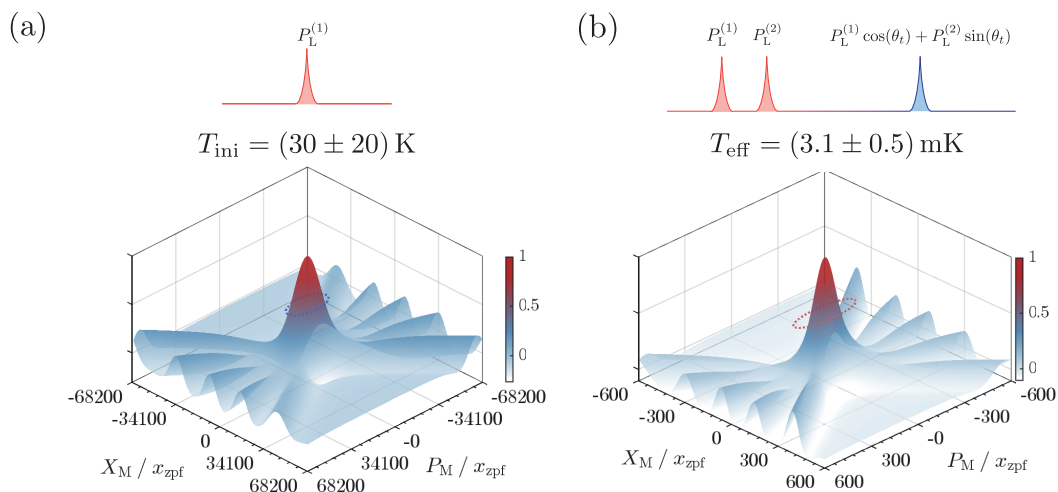 (a)
P_L^(1)
T_ini = (30 ± 20) K
1
0.5
0
-68200
-34100
0
34100
68200
X_M / x_zpf
-68200
-34100
-0
34100
68200
P_M / x_zpf
(b)
P_L^(1) P_L^(2) P_L^(1) cos(θ_t) + P_L^(2) sin(θ_t)
T_eff = (3.1 ± 0.5) mK
1
0.5
0
-600
-300
0
300
600
X_M / x_zpf
-600
-300
-0
300
600
P_M / x_zpf